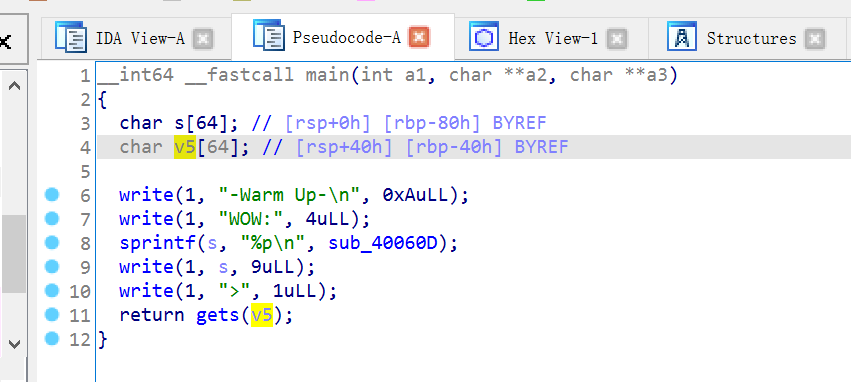 IDA View-A Pseudocode-A Hex View-1 Structures
1 __int64 __fastcall main(int a1, char **a2, char **a3)
2 {
3 char s[64]; // [rsp+0h] [rbp-80h] BYREF
4 char v5[64]; // [rsp+40h] [rbp-40h] BYREF
5
6 write(1, "-Warm Up-\n", 0xAuLL);
7 write(1, "WOW:", 4uLL);
8 sprintf(s, "%p\n", sub_40060D);
9 write(1, s, 9uLL);
10 write(1, ">", 1uLL);
11 return gets(v5);
12 }